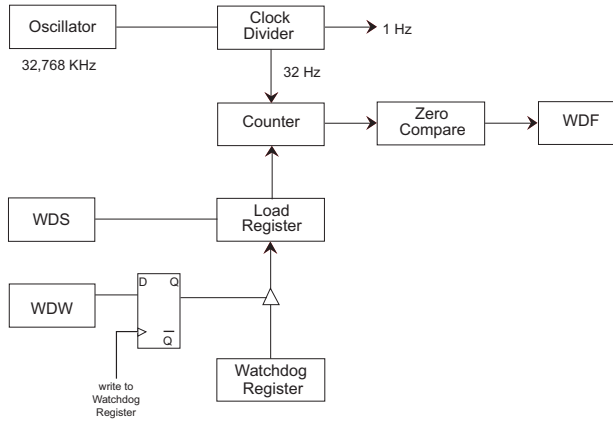 Oscillator
Clock
Divider
1 Hz
32,768 KHz
32 Hz
Counter
Zero
Compare
WDF
WDS
Load
Register
D Q
WDW
Q
write to
Watchdog
Register
Watchdog
Register